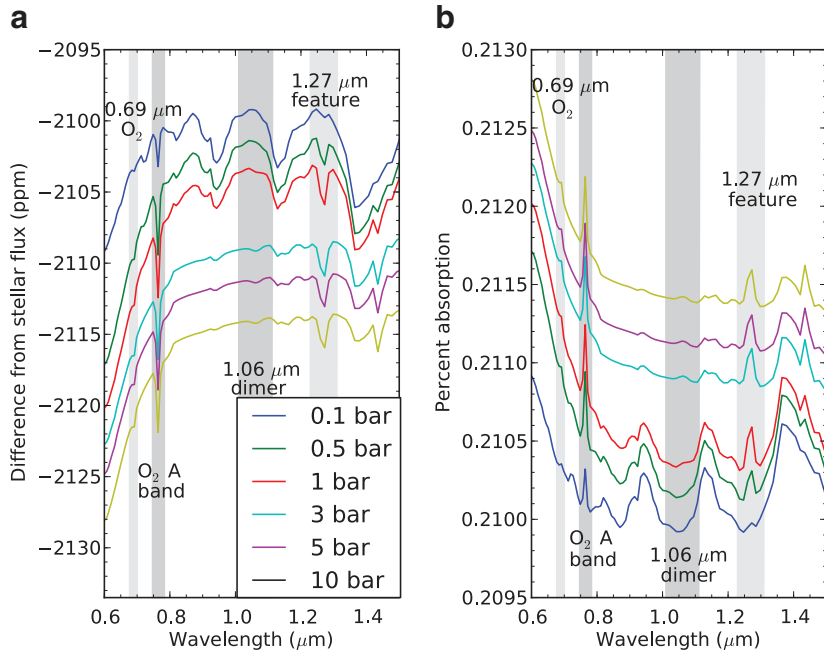 a
Difference from stellar flux (ppm)
−2095
−2100
−2105
−2110
−2115
−2120
−2125
−2130
0.69 μm
O₂
1.27 μm
feature
1.06 μm
dimer
O₂ A
band
0.1 bar
0.5 bar
1 bar
3 bar
5 bar
10 bar
0.6 0.8 1.0 1.2 1.4
Wavelength (μm)
b
Percent absorption
0.2130
0.2125
0.2120
0.2115
0.2110
0.2105
0.2100
0.2095
0.69 μm
O₂
1.27 μm
feature
O₂ A
band
1.06 μm
dimer
0.6 0.8 1.0 1.2 1.4
Wavelength (μm)